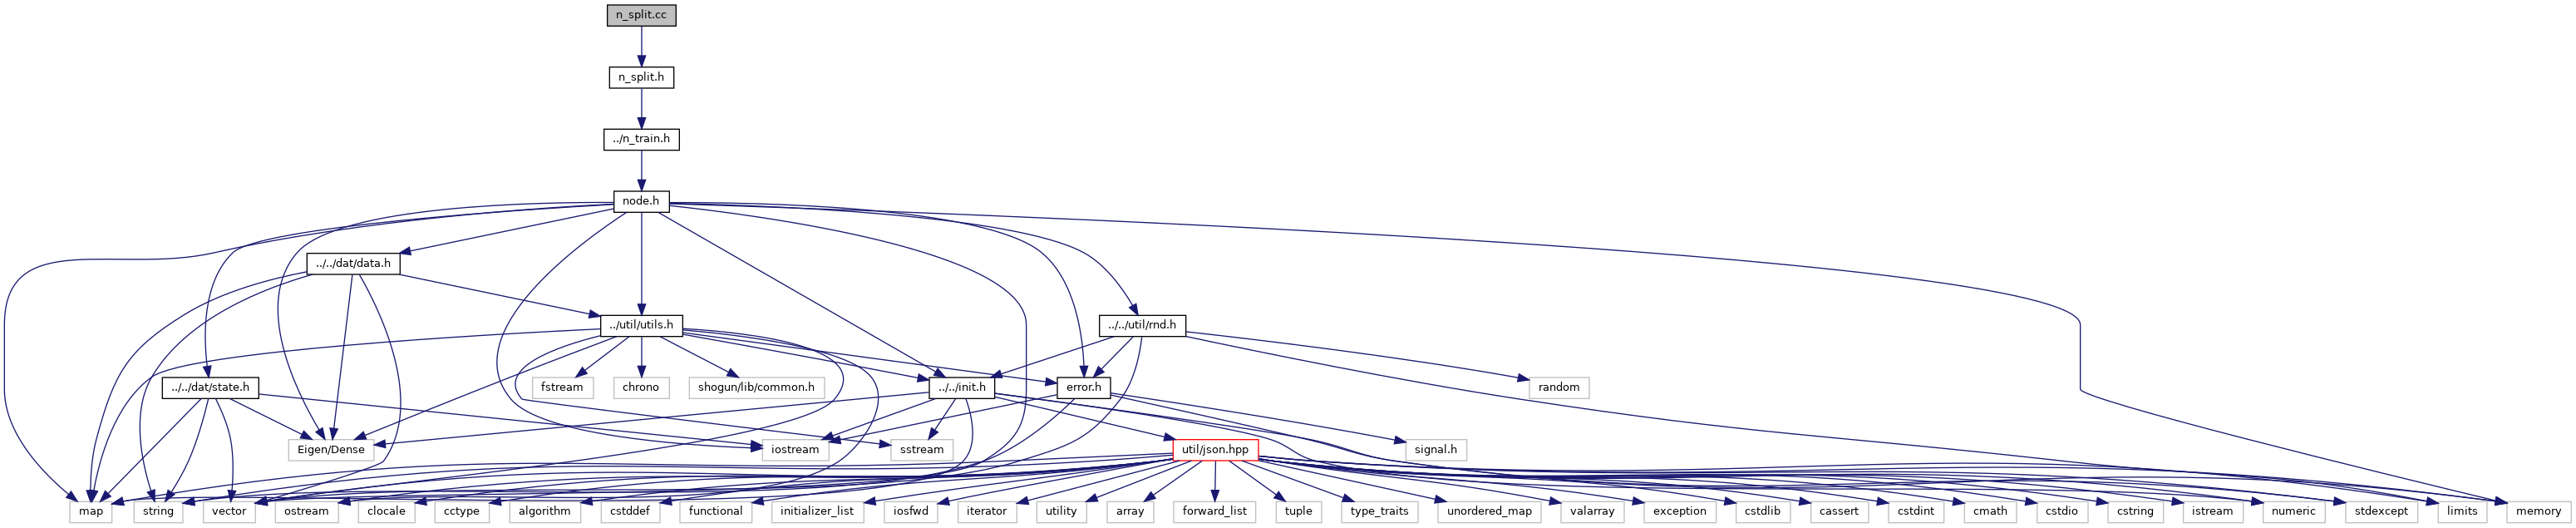 n_split.cc
n_split.h
../n_train.h
node.h
../../dat/data.h
../util/utils.h
../../util/rnd.h
../../dat/state.h
fstream
chrono
shogun/lib/common.h
../../init.h
error.h
random
Eigen/Dense
iostream
sstream
util/json.hpp
signal.h
map
string
vector
ostream
clocale
cctype
algorithm
cstddef
functional
initializer_list
iosfwd
iterator
utility
array
forward_list
tuple
type_traits
unordered_map
valarray
exception
cstdlib
cassert
cstdint
cmath
cstdio
cstring
istream
numeric
stdexcept
limits
memory